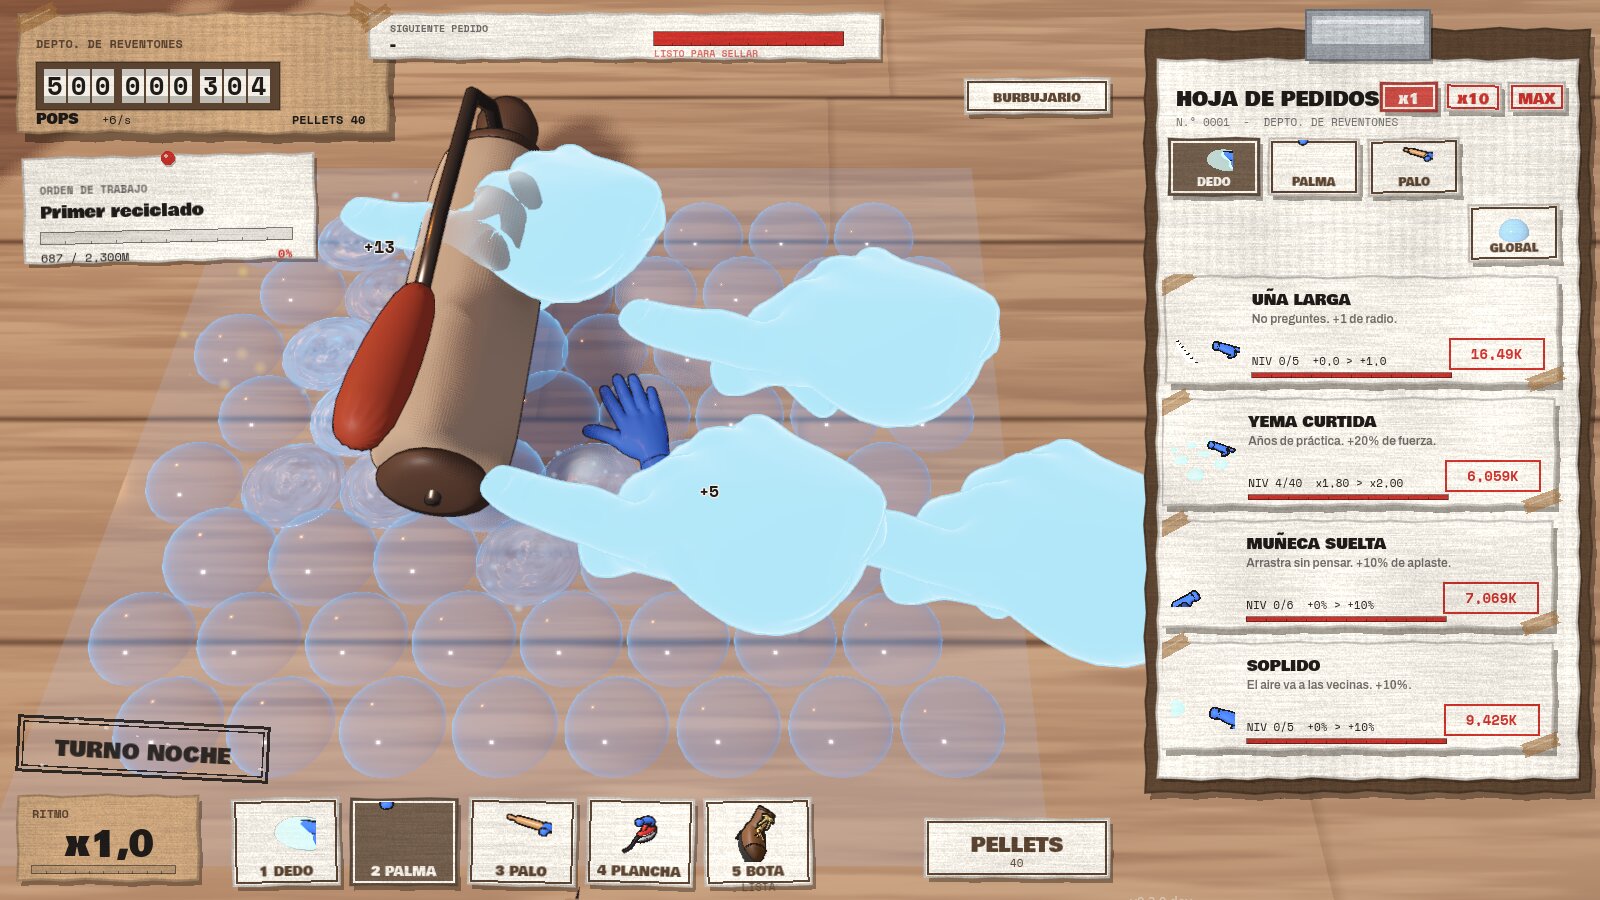 DEPTO. DE REVENTONES
500 000 304
POPS +6/s PELLETS 40
SIGUIENTE PEDIDO
-
LISTO PARA SELLAR
BURBUJARIO
ORDEN DE TRABAJO
Primer reciclado
687 / 2,300M 0%
+13
+5
HOJA DE PEDIDOS x1 x10 MAX
N.° 0001 - DEPTO. DE REVENTONES
DEDO PALMA PALO
GLOBAL
UÑA LARGA
No preguntes. +1 de radio.
NIV 0/5 +0,0 > +1,0
16,49K
YEMA CURTIDA
Años de práctica. +20% de fuerza.
NIV 4/40 x1,80 > x2,00
6,059K
MUÑECA SUELTA
Arrastra sin pensar. +10% de aplaste.
NIV 0/6 +0% > +10%
7,069K
SOPLIDO
El aire va a las vecinas. +10%.
NIV 0/5 +0% > +10%
9,425K
TURNO NOCHE
RITMO
x1,0
1 DEDO
2 PALMA
3 PALO
4 PLANCHA
5 BOTA
LISTA
PELLETS
40